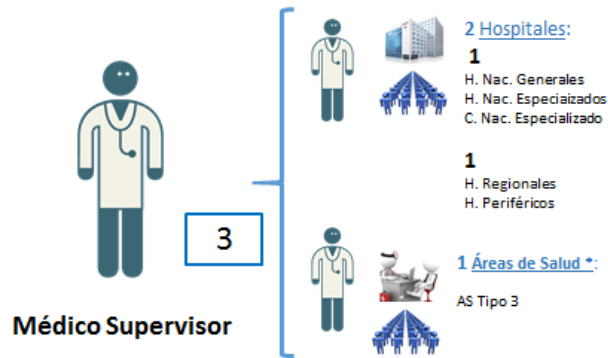 3
Médico Supervisor
2 Hospitales:
1
H. Nac. Generales
H. Nac. Especiaizados
C. Nac. Especializado
1
H. Regionales
H. Periféricos
1 Áreas de Salud *:
AS Tipo 3